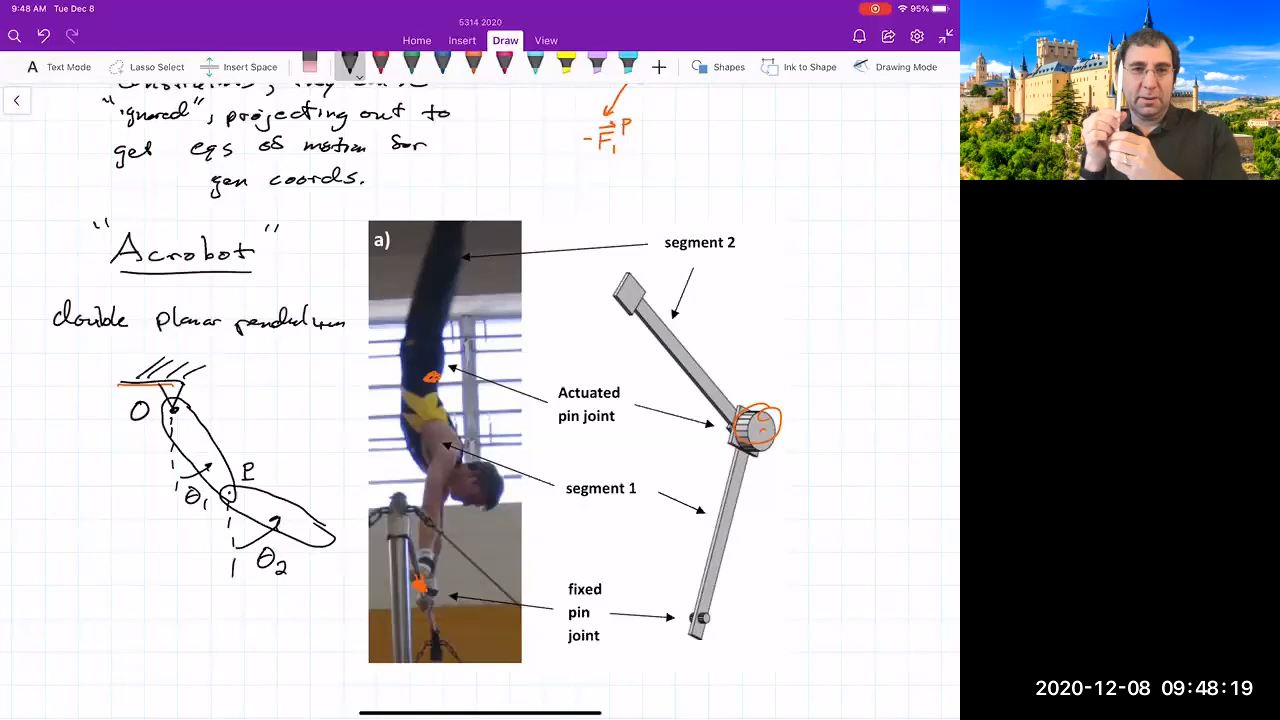 9:48 AM Tue Dec 8
95%
5314 2020
Home Insert Draw View
Text Mode Lasso Select Insert Space Shapes Ink to Shape Drawing Mode
"ignored", projecting out to
get eqs of motion for
gen coords.
-F₁ᴾ
"Acrobot"
double planar pendulum
O
P
θ₁
θ₂
a)
segment 2
Actuated
pin joint
segment 1
fixed
pin
joint
2020-12-08 09:48:19